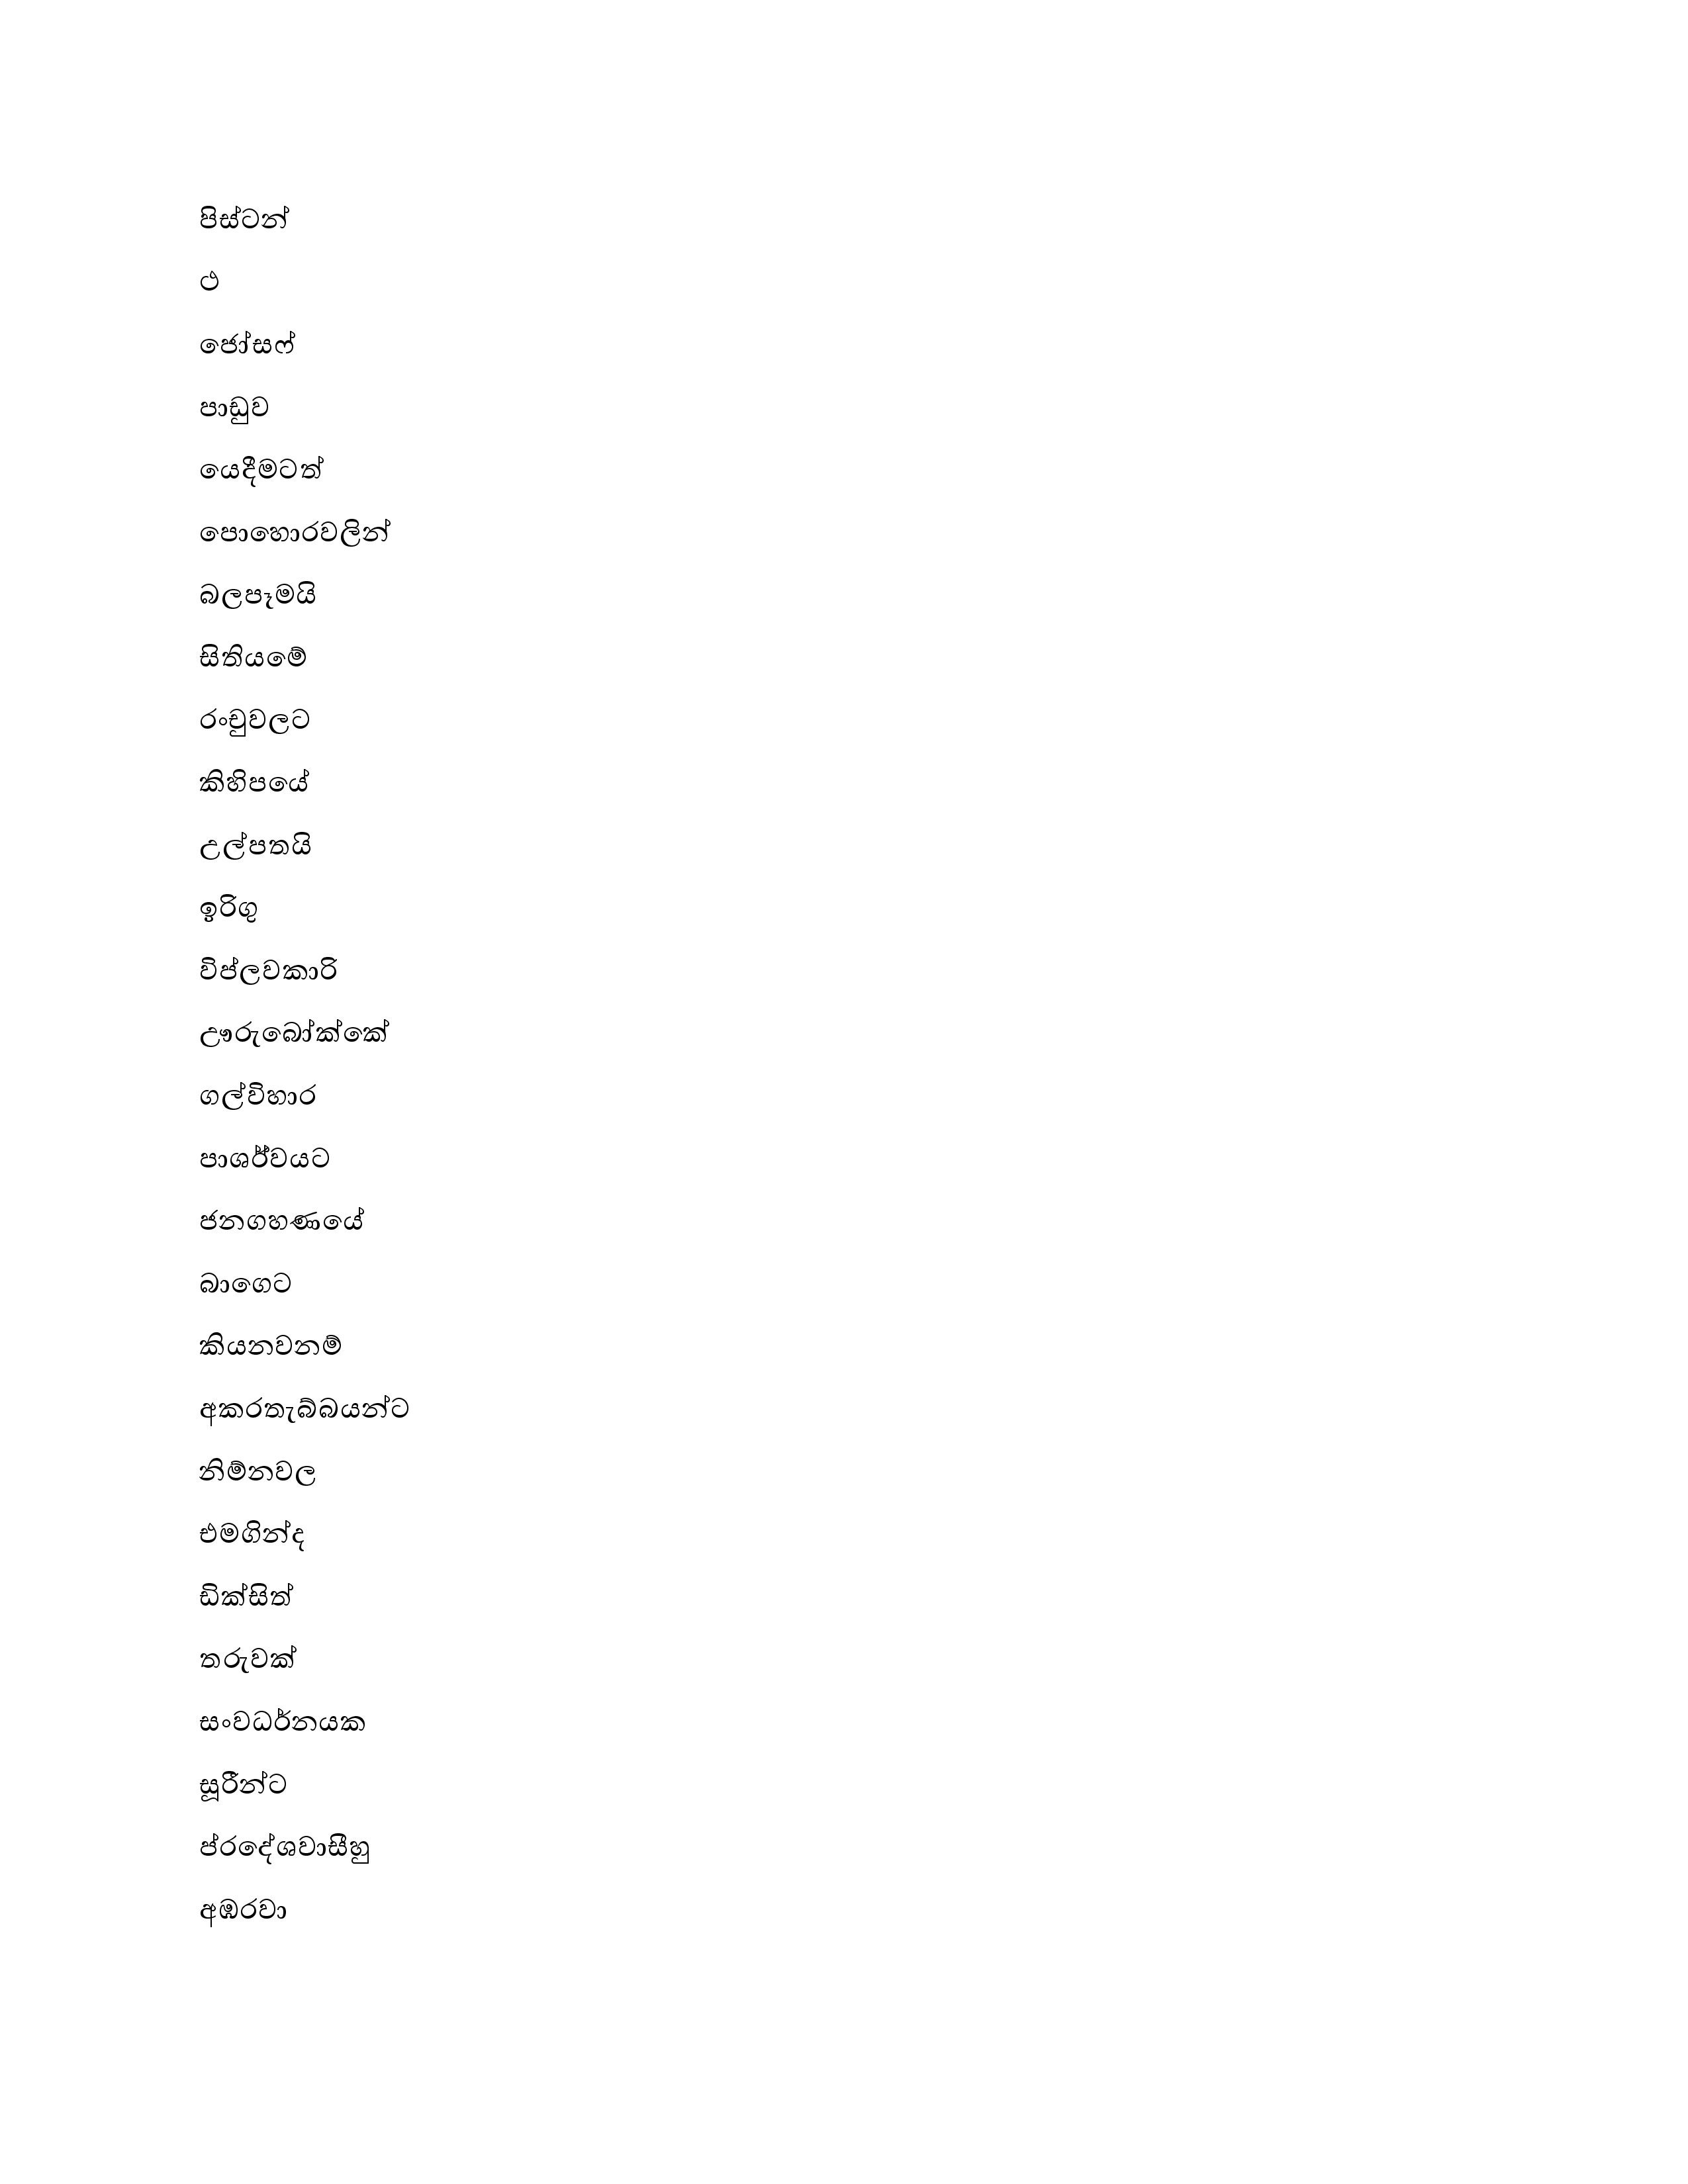 පිස්ටන්
ථ
ජෝසෆ්
පාඩුව
යෙදීමටත්
පොහොරවලින්
බලපෑමයි
සිතියමේ
රංචුවලට
කිහිපයේ
උල්පතයි
ඉරිගු
විප්ලවකාරි
ඌරුබෝක්කේ
ගල්විහාර
පාශර්වයට
ජනගහණයේ
බාගෙට
කියනවනම්
අකරතැබ්බයන්ට
නිම්නවල
එමගින්ද
ඩික්සිත්
තරුවක්
සංවධර්නයක
සූරීන්ට
ප්රදේශවාසීහු
අඹරවා